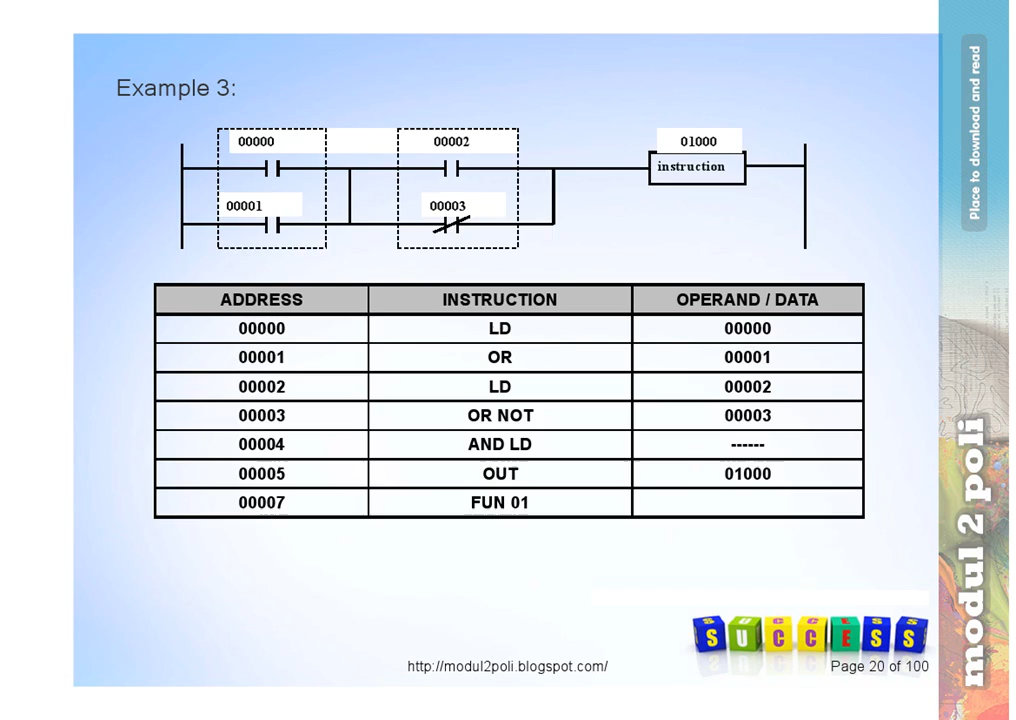 Example 3:
00000 00002 01000
instruction
00001 00003
ADDRESS INSTRUCTION OPERAND / DATA
00000 LD 00000
00001 OR 00001
00002 LD 00002
00003 OR NOT 00003
00004 AND LD ------
00005 OUT 01000
00007 FUN 01
SUCCESS
http://modul2poli.blogspot.com/ Page 20 of 100
Place to download and read
modul 2 poli